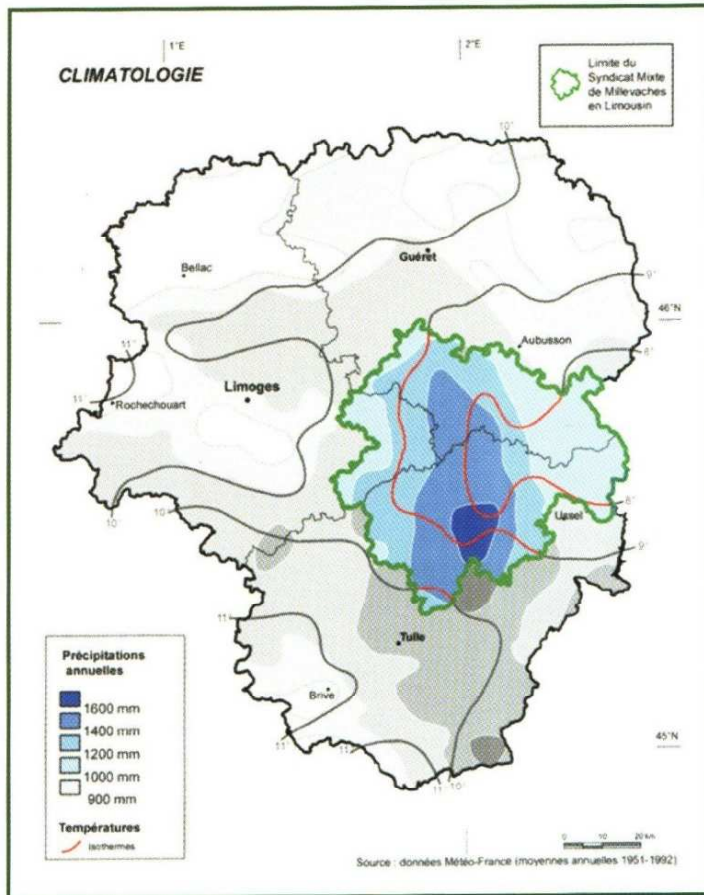 1°E
2°E
CLIMATOLOGIE
Limite du
Syndicat Mixte
de Millevaches
en Limousin
10°
Guéret
Bellac
9°
46°N
Aubusson
11°
8°
Limoges
11°
Rochechouart
10°
10°
8°
Ussel
9°
11°
Tulle
Précipitations
annuelles
1600 mm
1400 mm
1200 mm
1000 mm
900 mm
Brive
45°N
11°
11°
11°
10°
Températures
isothermes
0 5 10 20 km
Source : données Météo-France (moyennes annuelles 1951-1992)